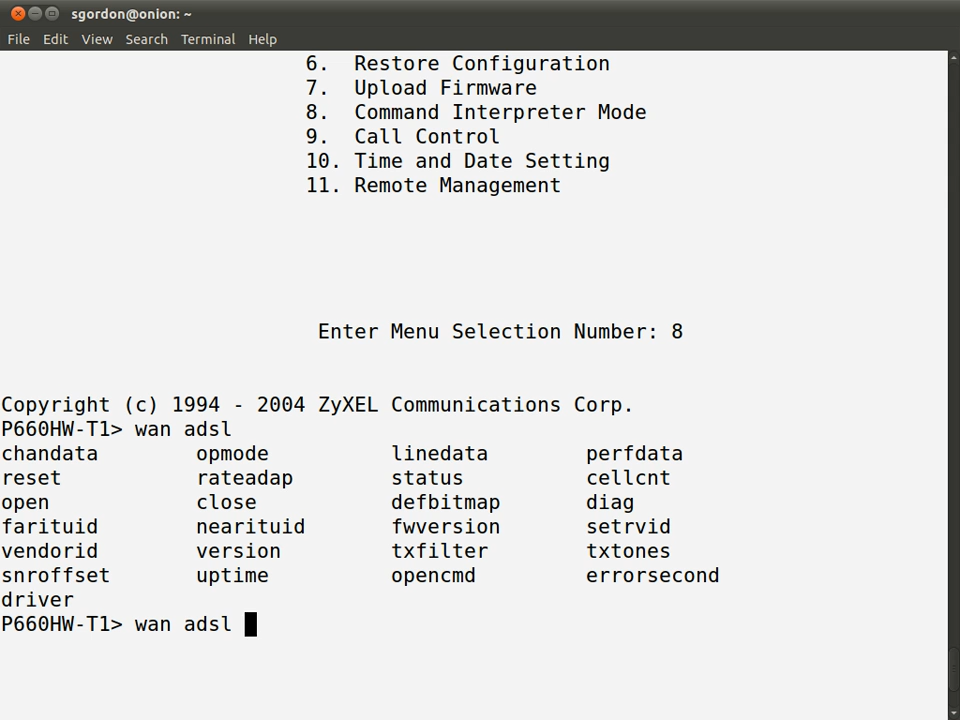 sgordon@onion: ~
File Edit View Search Terminal Help
6. Restore Configuration
7. Upload Firmware
8. Command Interpreter Mode
9. Call Control
10. Time and Date Setting
11. Remote Management
Enter Menu Selection Number: 8
Copyright (c) 1994 - 2004 ZyXEL Communications Corp.
P660HW-T1> wan adsl
chandata opmode linedata perfdata
reset rateadap status cellcnt
open close defbitmap diag
farituid nearituid fwversion setrvid
vendorid version txfilter txtones
snroffset uptime opencmd errorsecond
driver
P660HW-T1> wan adsl